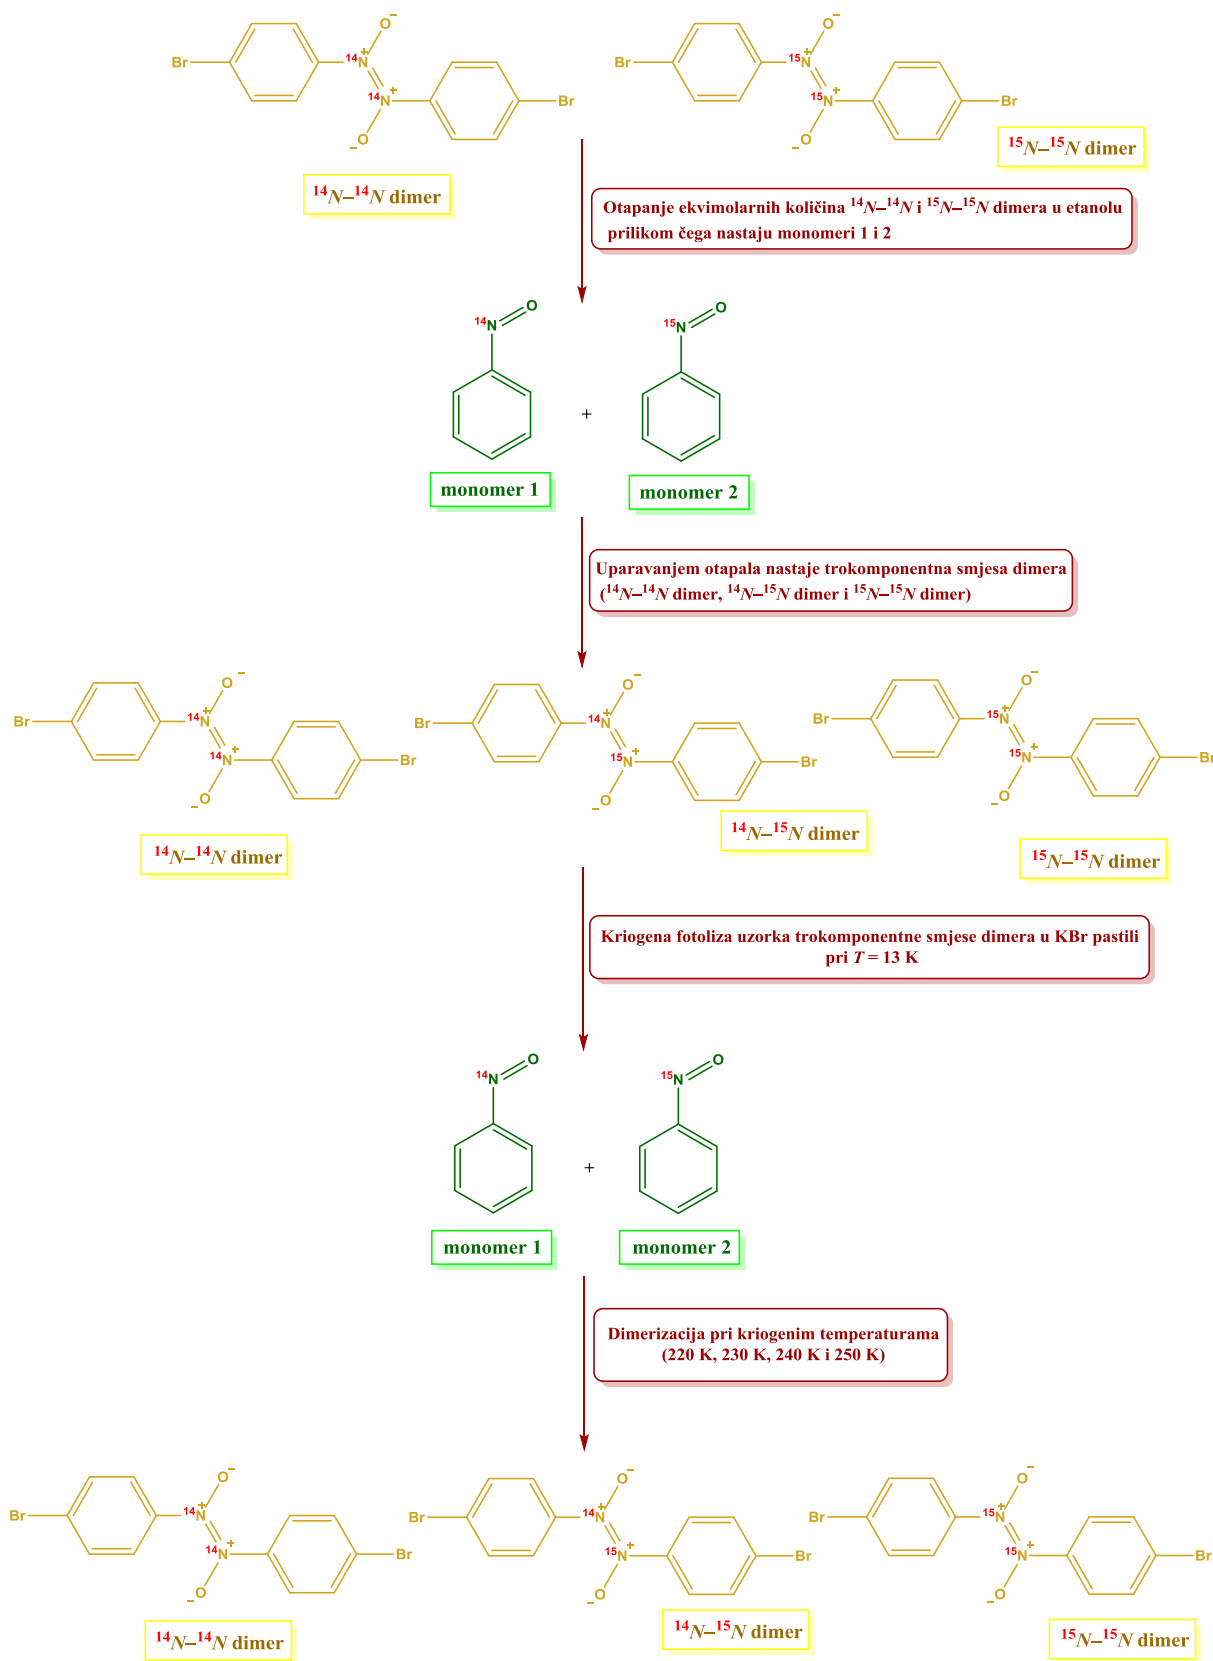 Br
¹⁴N⁺
O⁻
¹⁴N⁺
⁻O
Br
Br
¹⁵N⁺
O⁻
¹⁵N⁺
⁻O
Br
¹⁴N–¹⁴N dimer
¹⁵N–¹⁵N dimer
Otapanje ekvimolarnih količina ¹⁴N–¹⁴N i ¹⁵N–¹⁵N dimera u etanolu
prilikom čega nastaju monomeri 1 i 2
¹⁴N
O
+
¹⁵N
O
monomer 1
monomer 2
Uparavanjem otapala nastaje trokomponentna smjesa dimera
(¹⁴N–¹⁴N dimer, ¹⁴N–¹⁵N dimer i ¹⁵N–¹⁵N dimer)
Br
¹⁴N⁺
O⁻
¹⁴N⁺
⁻O
Br
Br
¹⁴N⁺
O⁻
¹⁵N⁺
⁻O
Br
Br
¹⁵N⁺
O⁻
¹⁵N⁺
⁻O
Br
¹⁴N–¹⁴N dimer
¹⁴N–¹⁵N dimer
¹⁵N–¹⁵N dimer
Kriogena fotoliza uzorka trokomponentne smjese dimera u KBr pastili
pri T = 13 K
¹⁴N
O
+
¹⁵N
O
monomer 1
monomer 2
Dimerizacija pri kriogenim temperaturama
(220 K, 230 K, 240 K i 250 K)
Br
¹⁴N⁺
O⁻
¹⁴N⁺
⁻O
Br
Br
¹⁴N⁺
O⁻
¹⁵N⁺
⁻O
Br
Br
¹⁵N⁺
O⁻
¹⁵N⁺
⁻O
Br
¹⁴N–¹⁴N dimer
¹⁴N–¹⁵N dimer
¹⁵N–¹⁵N dimer